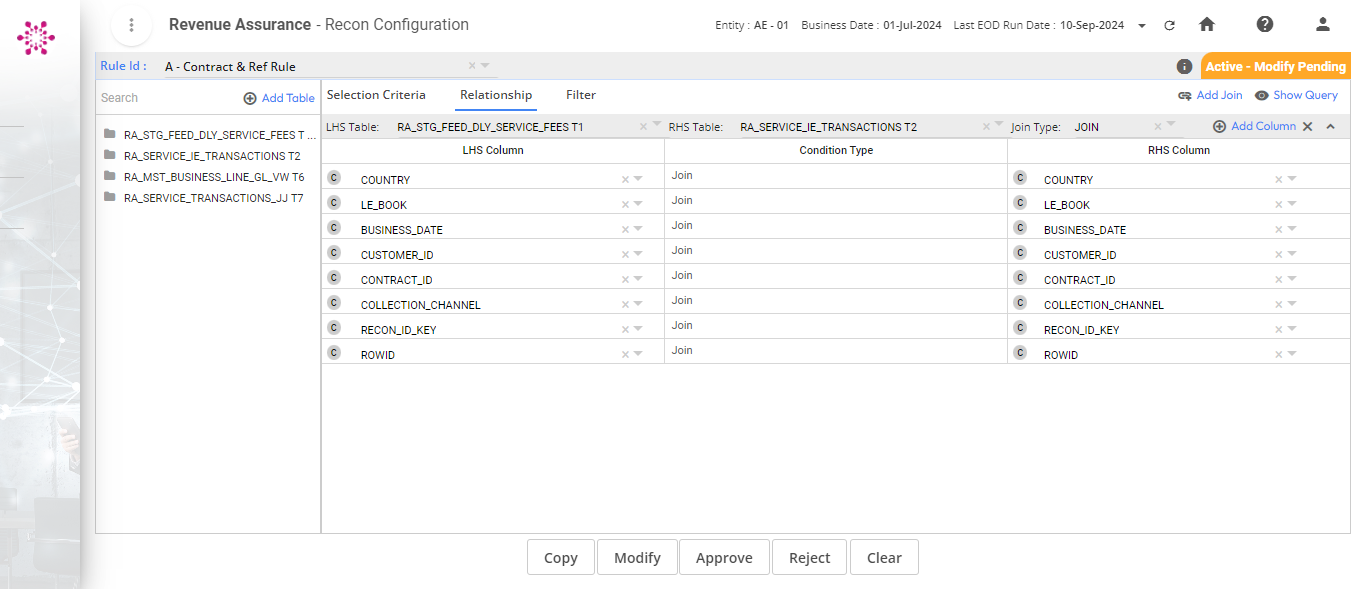 Revenue Assurance - Recon Configuration
Entity : AE - 01 Business Date : 01-Jul-2024 Last EOD Run Date : 10-Sep-2024
Rule Id : A - Contract & Ref Rule
Active - Modify Pending
Search Add Table
RA_STG_FEED_DLY_SERVICE_FEES T ...
RA_SERVICE_IE_TRANSACTIONS T2
RA_MST_BUSINESS_LINE_GL_VW T6
RA_SERVICE_TRANSACTIONS_JJ T7
Selection Criteria Relationship Filter
Add Join Show Query
LHS Table: RA_STG_FEED_DLY_SERVICE_FEES T1 RHS Table: RA_SERVICE_IE_TRANSACTIONS T2 Join Type: JOIN Add Column
LHS Column Condition Type RHS Column
C COUNTRY Join C COUNTRY
C LE_BOOK Join C LE_BOOK
C BUSINESS_DATE Join C BUSINESS_DATE
C CUSTOMER_ID Join C CUSTOMER_ID
C CONTRACT_ID Join C CONTRACT_ID
C COLLECTION_CHANNEL Join C COLLECTION_CHANNEL
C RECON_ID_KEY Join C RECON_ID_KEY
C ROWID Join C ROWID
Copy Modify Approve Reject Clear